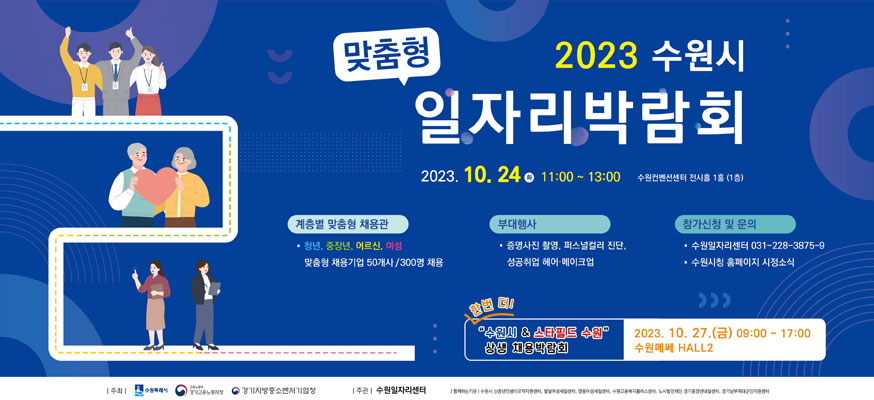 맞춤형
2023 수원시
일자리박람회
2023. 10. 24 화 11:00 ~ 13:00 수원컨벤션센터 전시홀 1홀 (1층)
계층별 맞춤형 채용관
• 청년, 중장년, 어르신, 여성
맞춤형 채용기업 50개사 / 300명 채용
부대행사
• 증명사진 촬영, 퍼스널컬러 진단,
성공취업 헤어·메이크업
참가신청 및 문의
• 수원일자리센터 031-228-3875~9
• 수원시청 홈페이지 시정소식
한번 더!
"수원시 & 스타필드 수원"
상생 채용박람회
2023. 10. 27.(금) 09:00 ~ 17:00
수원메쎄 HALL2
| 주최 | 수원특례시 고용노동부 경기고용노동지청 경기지방중소벤처기업청 | 주관 | 수원일자리센터